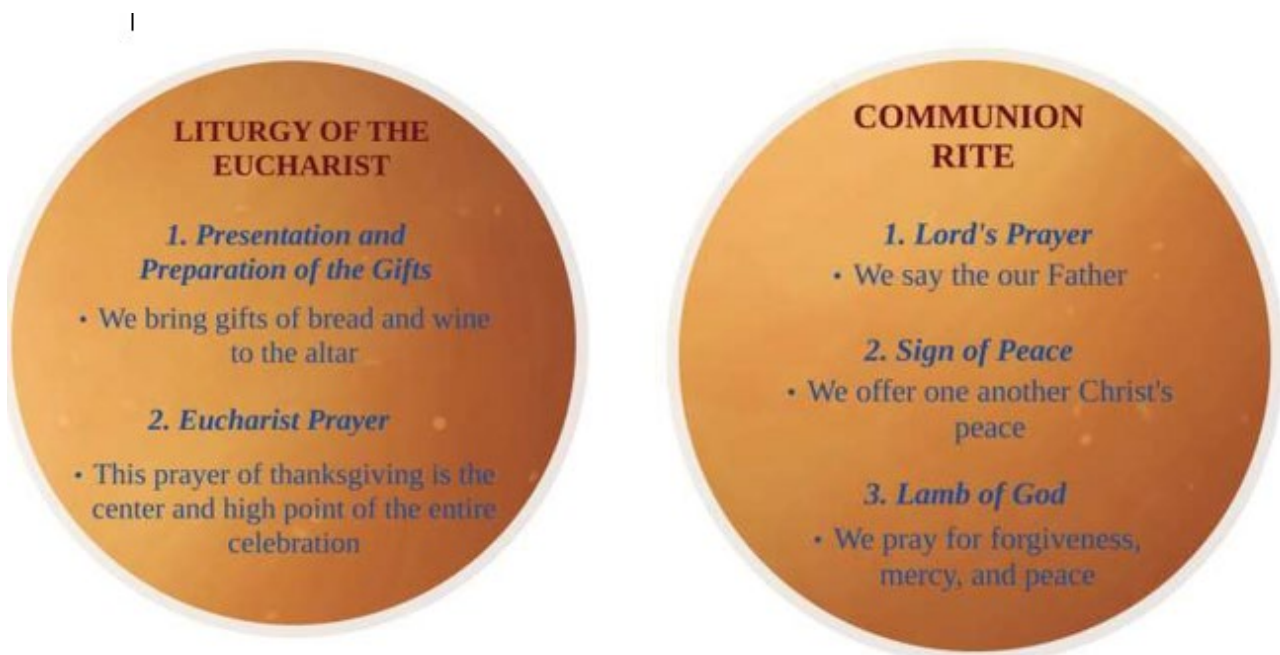 LITURGY OF THE
EUCHARIST
1. Presentation and
Preparation of the Gifts
• We bring gifts of bread and wine
to the altar
2. Eucharist Prayer
• This prayer of thanksgiving is the
center and high point of the entire
celebration
COMMUNION
RITE
1. Lord's Prayer
• We say the our Father
2. Sign of Peace
• We offer one another Christ's
peace
3. Lamb of God
• We pray for forgiveness,
mercy, and peace